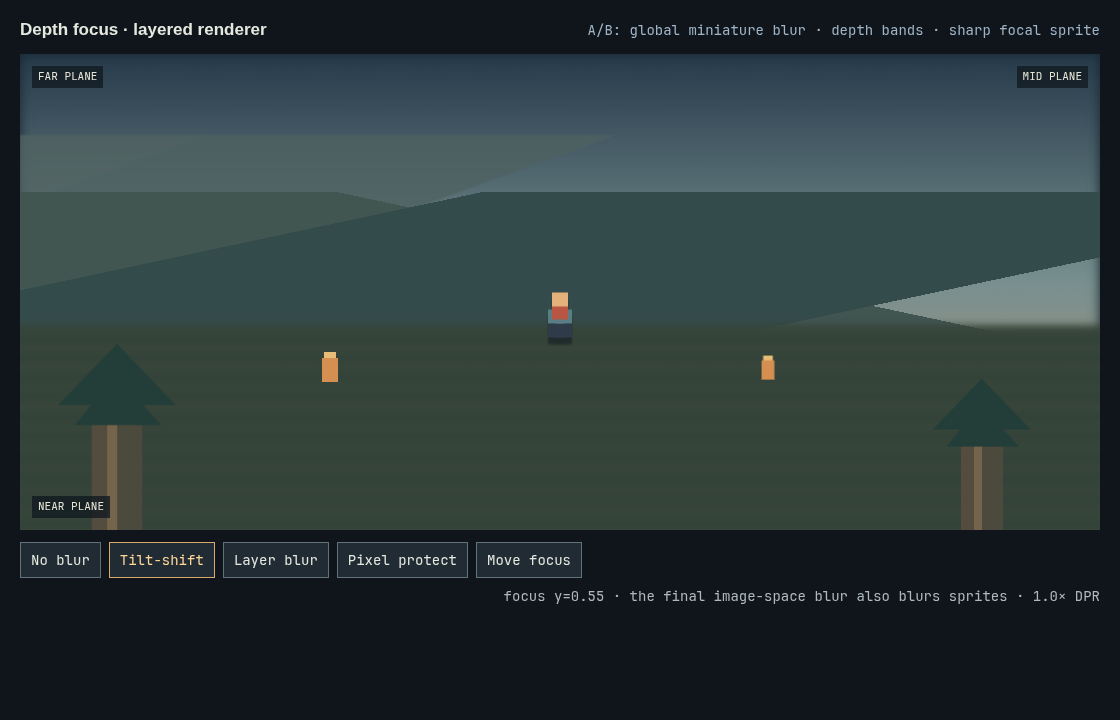 Depth focus · layered renderer
A/B: global miniature blur · depth bands · sharp focal sprite
FAR PLANE
MID PLANE
NEAR PLANE
No blur
Tilt-shift
Layer blur
Pixel protect
Move focus
focus y=0.55 · the final image-space blur also blurs sprites · 1.0× DPR